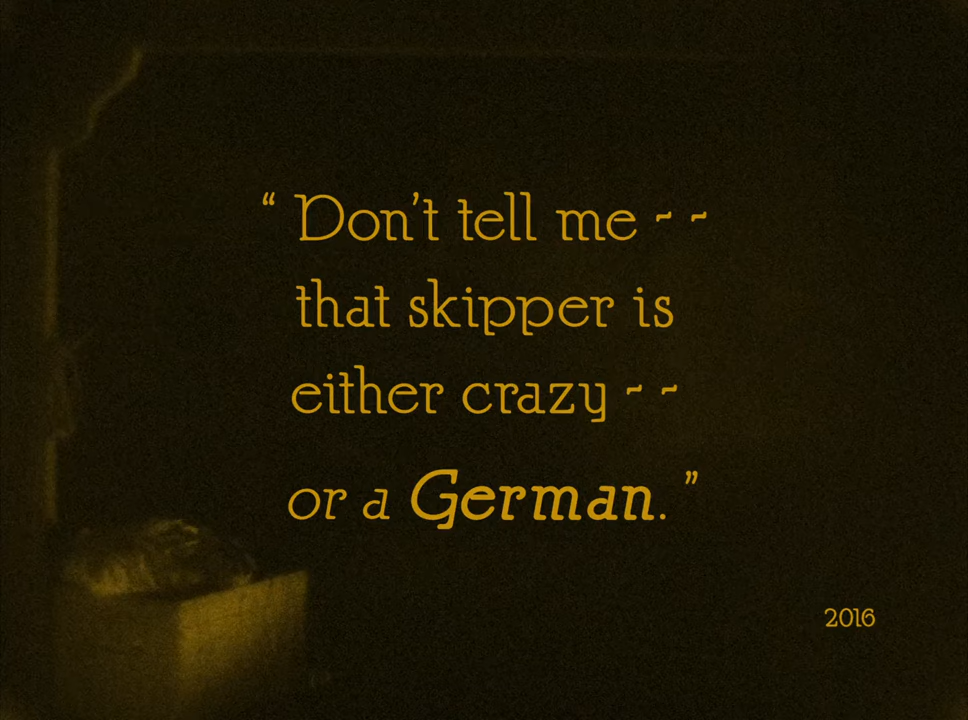 “ Don’t tell me - -
that skipper is
either crazy - -
or a German. ”
2016